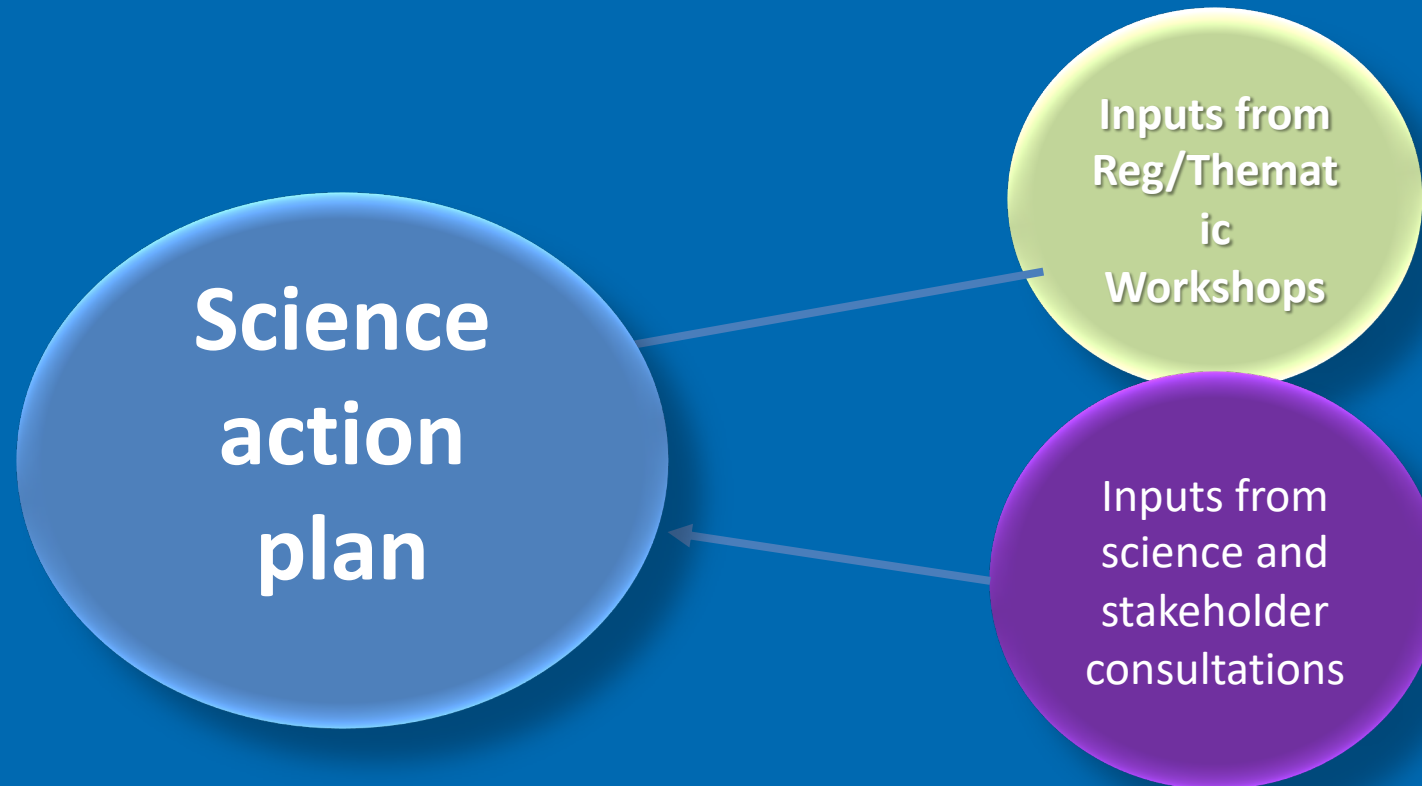 Science
action
plan
Inputs from
Reg/Themat
ic
Workshops
Inputs from
science and
stakeholder
consultations